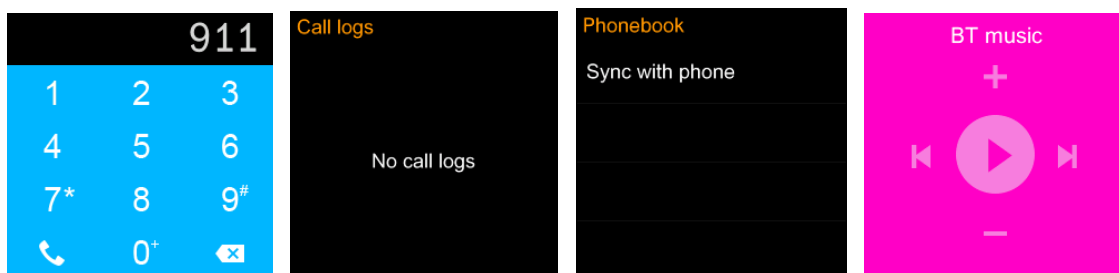 911
1 2 3
4 5 6
7* 8 9#
0+
Call logs
No call logs
Phonebook
Sync with phone
BT music